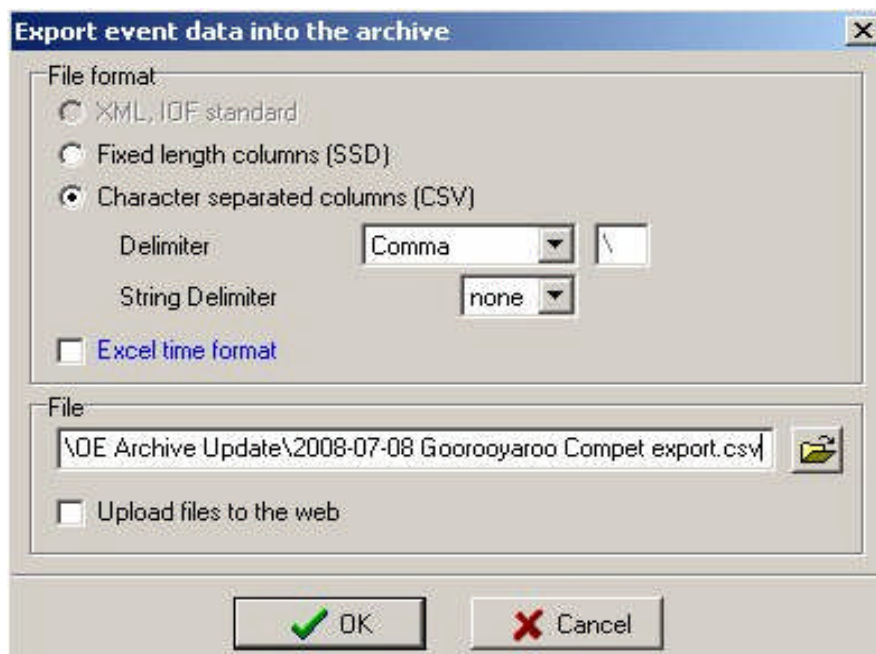 Export event data into the archive
File format
XML, IOF standard
Fixed length columns (SSD)
Character separated columns (CSV)
Delimiter Comma \
String Delimiter none
Excel time format
File
\OE Archive Update\2008-07-08 Goorooyaroo Compet export.csv
Upload files to the web
OK Cancel